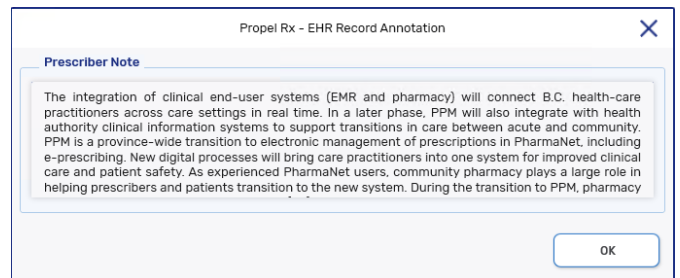 Propel Rx - EHR Record Annotation
Prescriber Note
The integration of clinical end-user systems (EMR and pharmacy) will connect B.C. health-care
practitioners across care settings in real time. In a later phase, PPM will also integrate with health
authority clinical information systems to support transitions in care between acute and community.
PPM is a province-wide transition to electronic management of prescriptions in PharmaNet, including
e-prescribing. New digital processes will bring care practitioners into one system for improved clinical
care and patient safety. As experienced PharmaNet users, community pharmacy plays a large role in
helping prescribers and patients transition to the new system. During the transition to PPM, pharmacy
OK